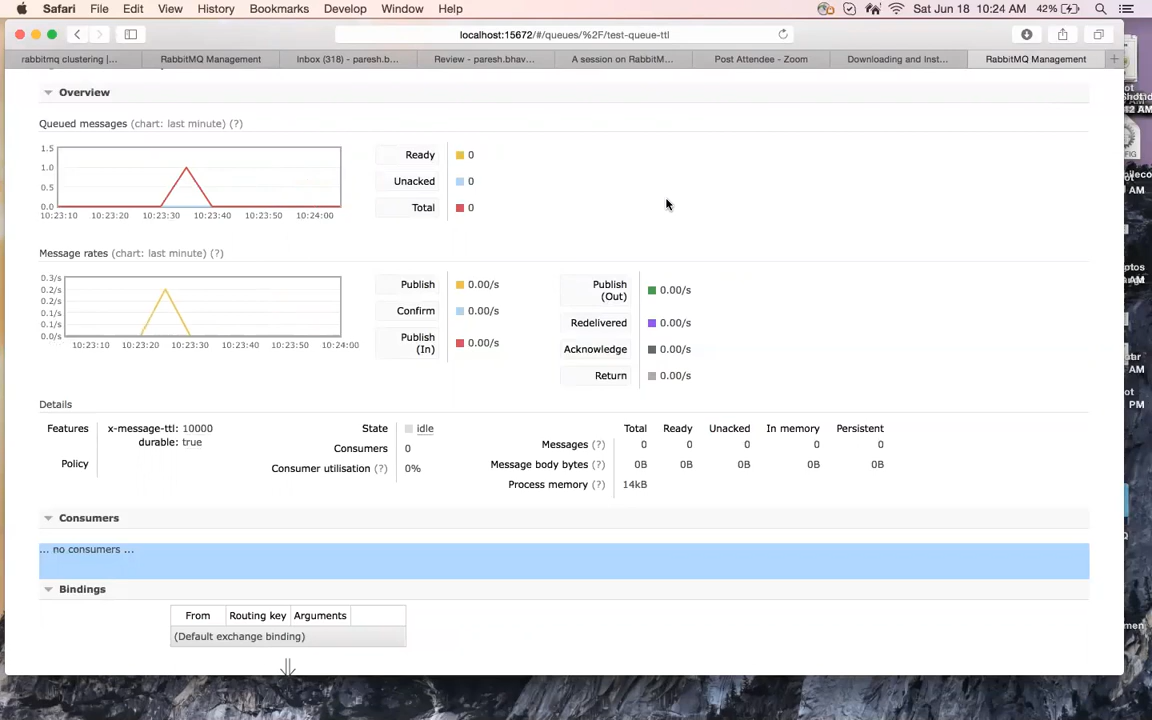 Safari File Edit View History Bookmarks Develop Window Help Sat Jun 18 10:24 AM 42%
localhost:15672/#/queues/%2F/test-queue-ttl
rabbitmq clustering |... RabbitMQ Management Inbox (318) - paresh.b... Review - paresh.bhav... A session on RabbitM... Post Attendee - Zoom Downloading and Inst... RabbitMQ Management
Overview
Queued messages (chart: last minute) (?)
1.5
1.0
0.5
0.0
10:23:10 10:23:20 10:23:30 10:23:40 10:23:50 10:24:00
Ready 0
Unacked 0
Total 0
Message rates (chart: last minute) (?)
0.3/s
0.2/s
0.2/s
0.1/s
0.1/s
0.0/s
10:23:10 10:23:20 10:23:30 10:23:40 10:23:50 10:24:00
Publish 0.00/s
Confirm 0.00/s
Publish (In) 0.00/s
Publish (Out) 0.00/s
Redelivered 0.00/s
Acknowledge 0.00/s
Return 0.00/s
Details
Features x-message-ttl: 10000
durable: true
Policy
State idle
Consumers 0
Consumer utilisation (?) 0%
Total Ready Unacked In memory Persistent
Messages (?) 0 0 0 0 0
Message body bytes (?) 0B 0B 0B 0B 0B
Process memory (?) 14kB
Consumers
... no consumers ...
Bindings
From Routing key Arguments
(Default exchange binding)